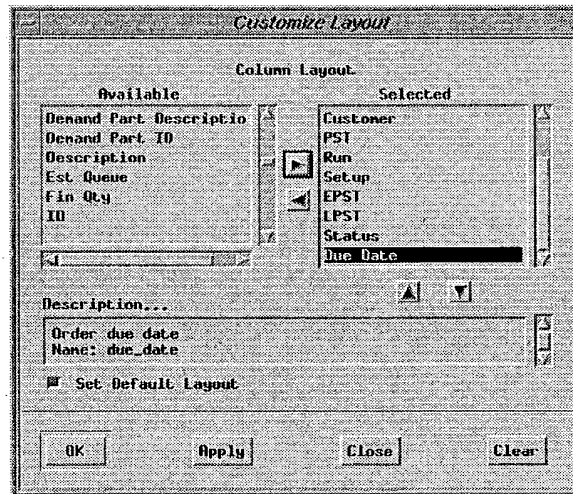 Customize Layout
Column Layout
Available
Selected
Demand Part Descriptio
Demand Part ID
Description
Est Queue
Fin Qty
ID
Customer
PST
Run
Setup
EPST
LPST
Status
Due Date
Description...
Order due date
Name: due_date
Set Default Layout
OK
Apply
Close
Clear